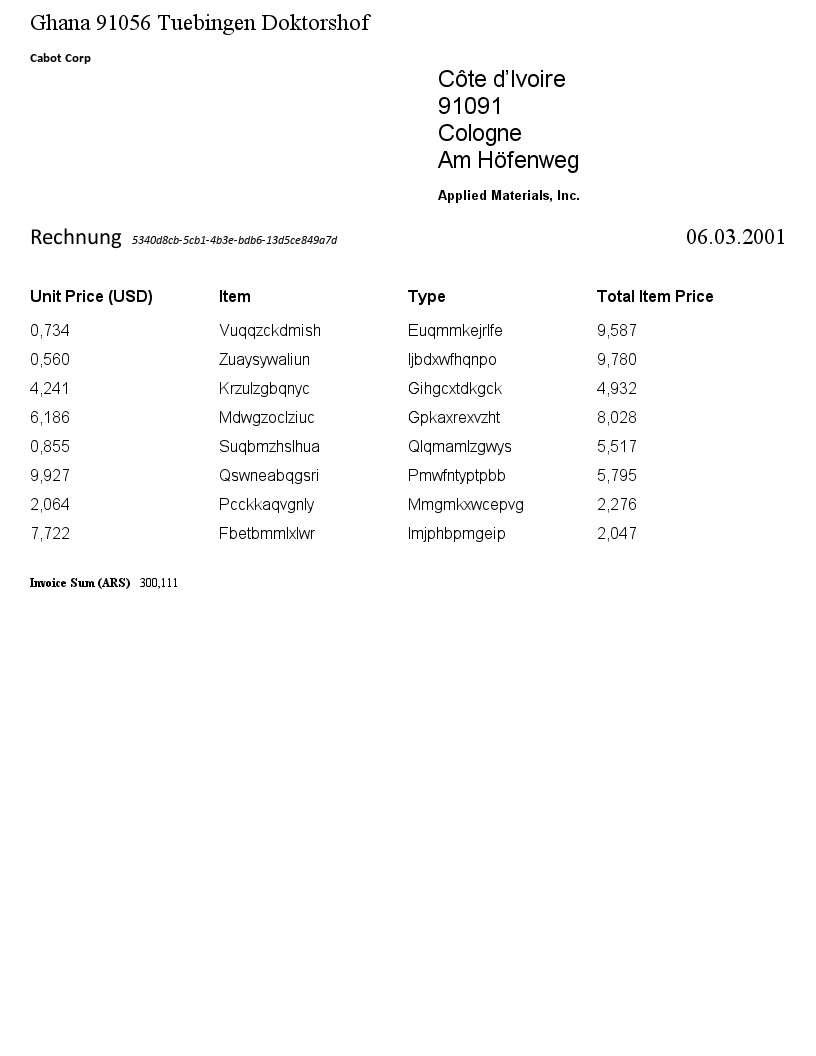 Ghana 91056 Tuebingen Doktorshof
Cabot Corp
Côte d'Ivoire
91091
Cologne
Am Höfenweg
Applied Materials, Inc.
Rechnung 5340d8cb-5cb1-4b3e-bdb6-13d5ce849a7d 06.03.2001
Unit Price (USD) Item Type Total Item Price
0,734 Vuqqzckdmish Euqmmkejrlfe 9,587
0,560 Zuaysywaliun Ijbdxwfhqnpo 9,780
4,241 Krzulzgbqnyc Gihgcxtdkgck 4,932
6,186 Mdwgzoclziuc Gpkaxrexvzht 8,028
0,855 Suqbmzhslhua Qlqmamlzgwys 5,517
9,927 Qswneabqgsri Pmwfntyptpbb 5,795
2,064 Pcckkaqvgnly Mmgmkxwcepvg 2,276
7,722 Fbetbmmlxlwr Imjphbpmgeip 2,047
Invoice Sum (ARS) 300,111